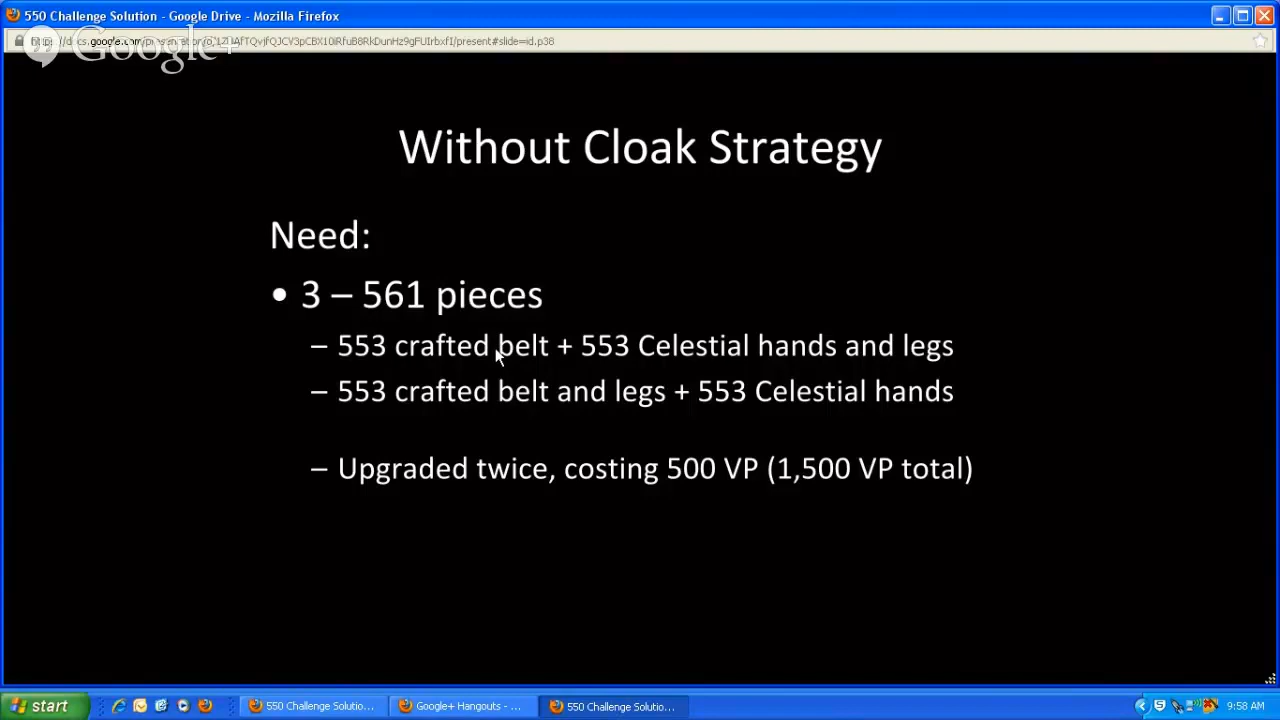 550 Challenge Solution - Google Drive - Mozilla Firefox
Google+
Without Cloak Strategy
Need:
• 3 – 561 pieces
– 553 crafted belt + 553 Celestial hands and legs
– 553 crafted belt and legs + 553 Celestial hands
– Upgraded twice, costing 500 VP (1,500 VP total)
start
550 Challenge Solutio...
Google+ Hangouts - ...
550 Challenge Solutio...
9:58 AM